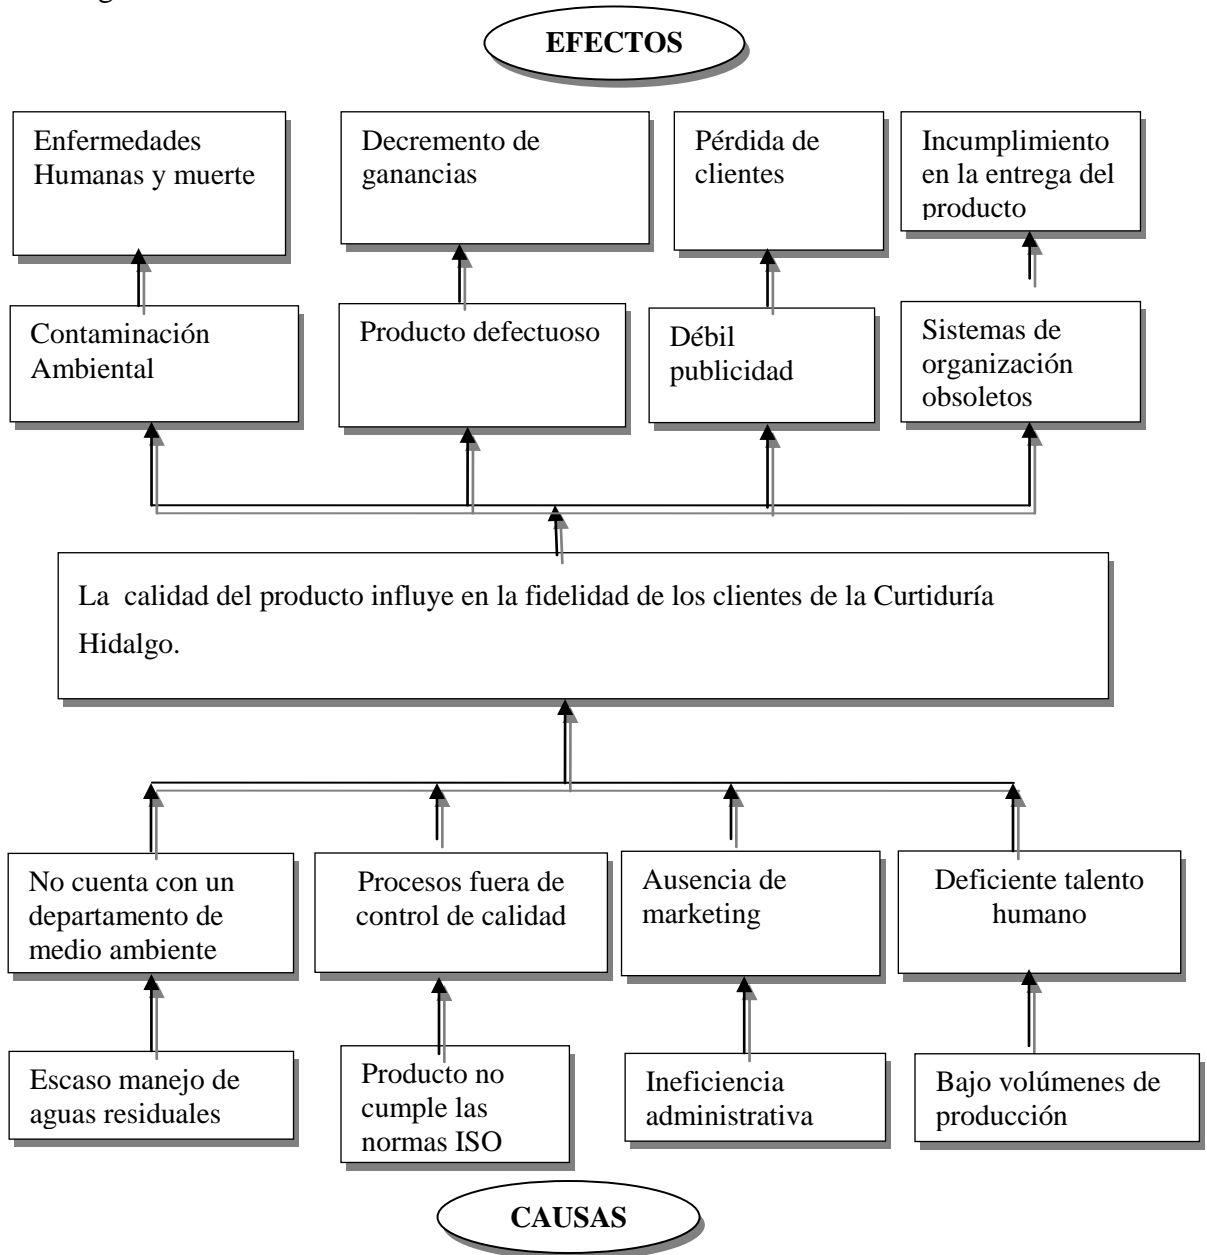 EFECTOS
Enfermedades
Humanas y muerte
Decremento de
ganancias
Pérdida de
clientes
Incumplimiento
en la entrega del
producto
Contaminación
Ambiental
Producto defectuoso
Débil
publicidad
Sistemas de
organización
obsoletos
La calidad del producto influye en la fidelidad de los clientes de la Curtiduría
Hidalgo.
No cuenta con un
departamento de
medio ambiente
Procesos fuera de
control de calidad
Ausencia de
marketing
Deficiente talento
humano
Escaso manejo de
aguas residuales
Producto no
cumple las
normas ISO
Ineficiencia
administrativa
Bajo volúmenes de
producción
CAUSAS